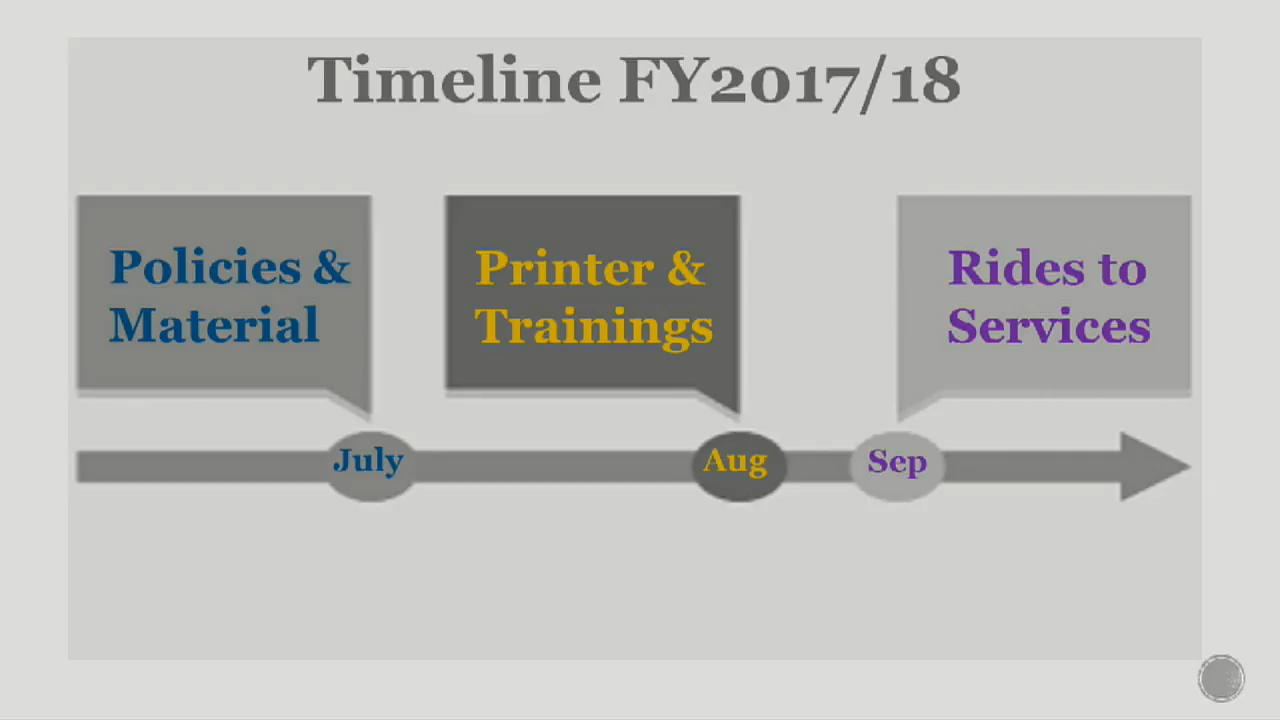 Timeline FY2017/18
Policies &
Material
Printer &
Trainings
Rides to
Services
July
Aug
Sep